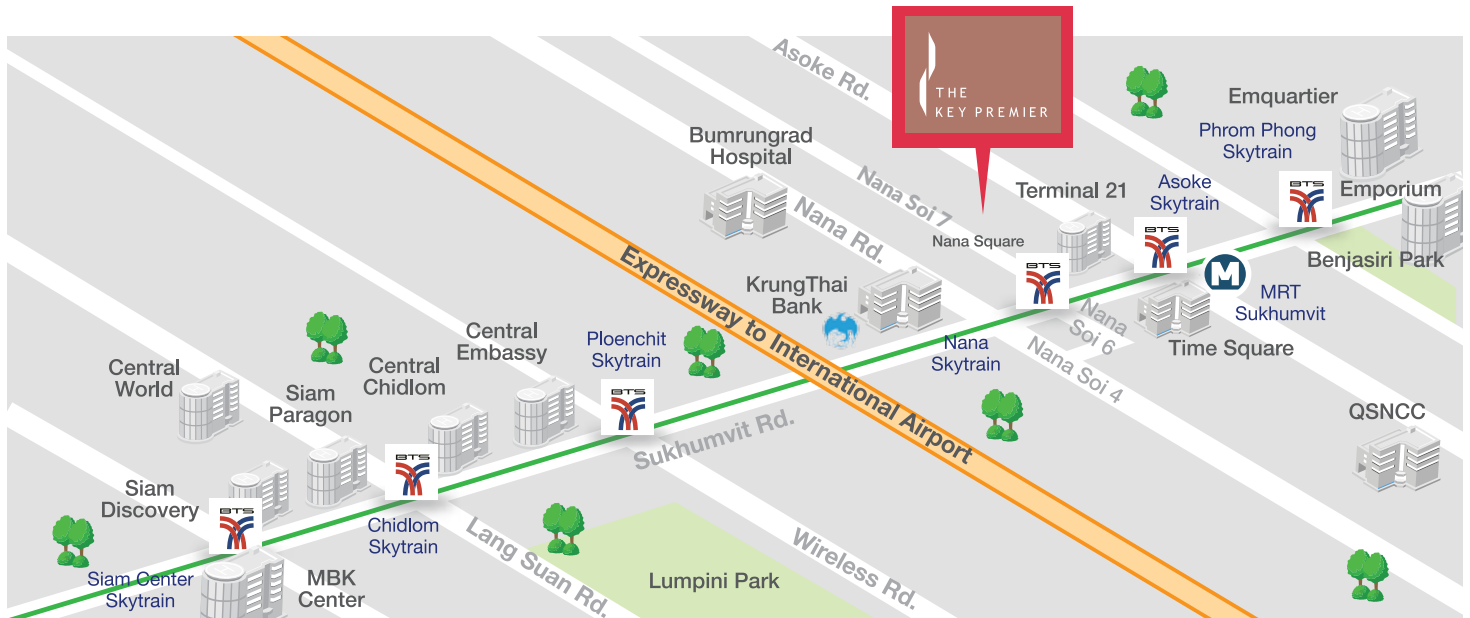 Asoke Rd.
THE
KEY PREMIER
Emquartier
Phrom Phong
Skytrain
Bumrungrad
Hospital
Nana Soi 7
Nana Rd.
Nana Square
Terminal 21
Asoke
Skytrain
BTS
Emporium
Benjasiri Park
BTS
BTS
M
MRT
Sukhumvit
Expressway to International Airport
KrungThai
Bank
Nana
Skytrain
Nana
Soi 6
Nana Soi 4
Time Square
Central
Embassy
Ploenchit
Skytrain
BTS
Central
World
Siam
Paragon
Central
Chidlom
Sukhumvit Rd.
QSNCC
BTS
Siam
Discovery
BTS
Chidlom
Skytrain
Lang Suan Rd.
Wireless Rd.
Siam Center
Skytrain
MBK
Center
Lumpini Park